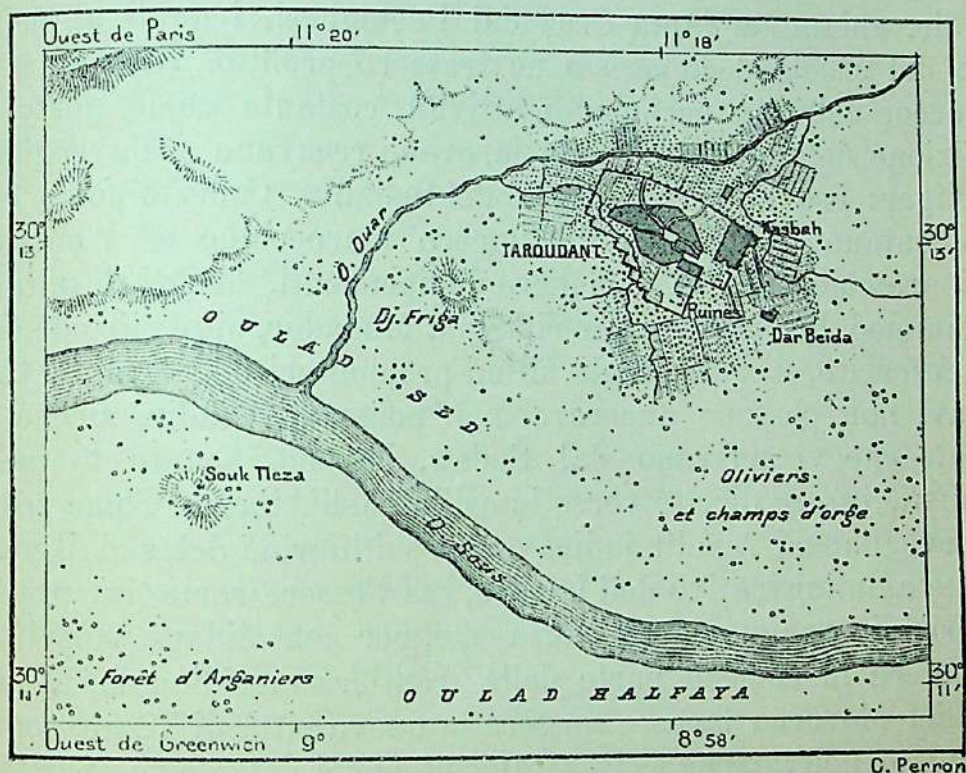 Ouest de Paris
11° 20'
11° 18'
O. Ouar
30°
13'
TAROUDANT
Kasbah
30°
13'
Dj. Friga
Ruines
Dar Beida
OULAD SED
Souk Tleza
Oliviers
et champs d'orge
O. Sous
30°
11'
Forêt d'Arganiers
OULAD HALFAYA
30°
11'
Ouest de Greenwich
9°
8° 58'
C. Perron